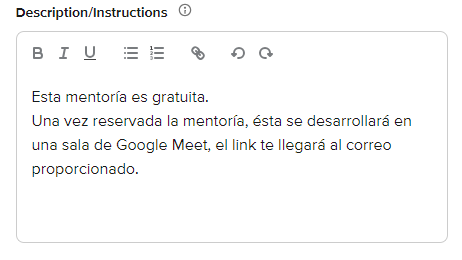 Description/Instructions
B I U
Esta mentoría es gratuita.
Una vez reservada la mentoría, ésta se desarrollará en
una sala de Google Meet, el link te llegará al correo
proporcionado.